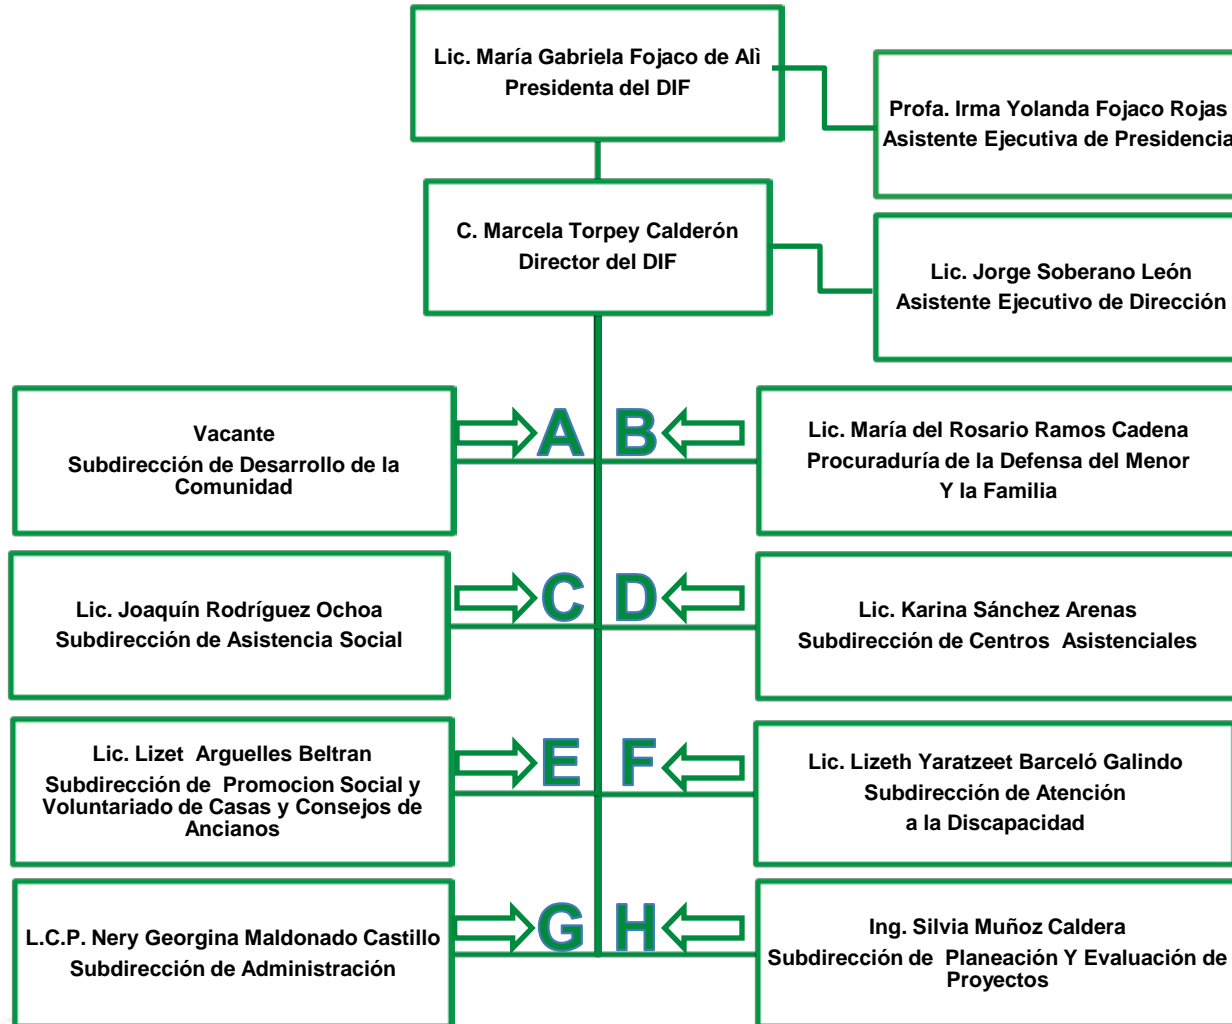 Lic. María Gabriela Fojaco de Alì
Presidenta del DIF
Profa. Irma Yolanda Fojaco Rojas
Asistente Ejecutiva de Presidencia
C. Marcela Torpey Calderón
Director del DIF
Lic. Jorge Soberano León
Asistente Ejecutivo de Dirección
Vacante
Subdirección de Desarrollo de la
Comunidad
A
B
Lic. María del Rosario Ramos Cadena
Procuraduría de la Defensa del Menor
Y la Familia
Lic. Joaquín Rodríguez Ochoa
Subdirección de Asistencia Social
C
D
Lic. Karina Sánchez Arenas
Subdirección de Centros  Asistenciales
Lic. Lizet  Arguelles Beltran
Subdirección de  Promocion Social y
Voluntariado de Casas y Consejos de
Ancianos
E
F
Lic. Lizeth Yaratzeet Barceló Galindo
Subdirección de Atención
a la Discapacidad
L.C.P. Nery Georgina Maldonado Castillo
Subdirección de Administración
G
H
Ing. Silvia Muñoz Caldera
Subdirección de  Planeación Y Evaluación de
Proyectos